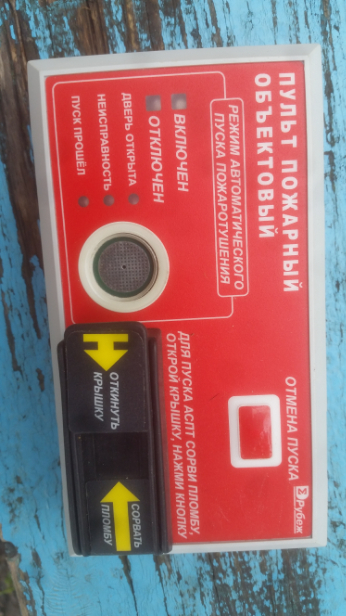 ПУЛЬТ ПОЖАРНЫЙ
ОБЪЕКТОВЫЙ
РЕЖИМ АВТОМАТИЧЕСКОГО
ПУСКА ПОЖАРОТУШЕНИЯ
ВКЛЮЧЕН
ОТКЛЮЧЕН
ДВЕРЬ ОТКРЫТА
НЕИСПРАВНОСТЬ
ПУСК ПРОШЁЛ
ОТМЕНА ПУСКА
Рубеж
ДЛЯ ПУСКА АСПТ СОРВИ ПЛОМБУ,
ОТКРОЙ КРЫШКУ, НАЖМИ КНОПКУ
ОТКИНУТЬ
КРЫШКУ
СОРВАТЬ
ПЛОМБУ